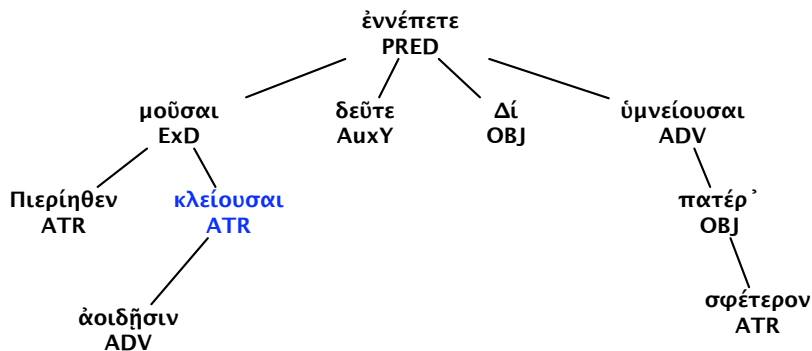 ἐννέπετε
PRED
μοῦσαι
ExD
δεῦτε
AuxY
Δί
OBJ
ὑμνείουσαι
ADV
Πιερίηθεν
ATR
κλείουσαι
ATR
πατέρ᾽
OBJ
ἀοιδῇσιν
ADV
σφέτερον
ATR